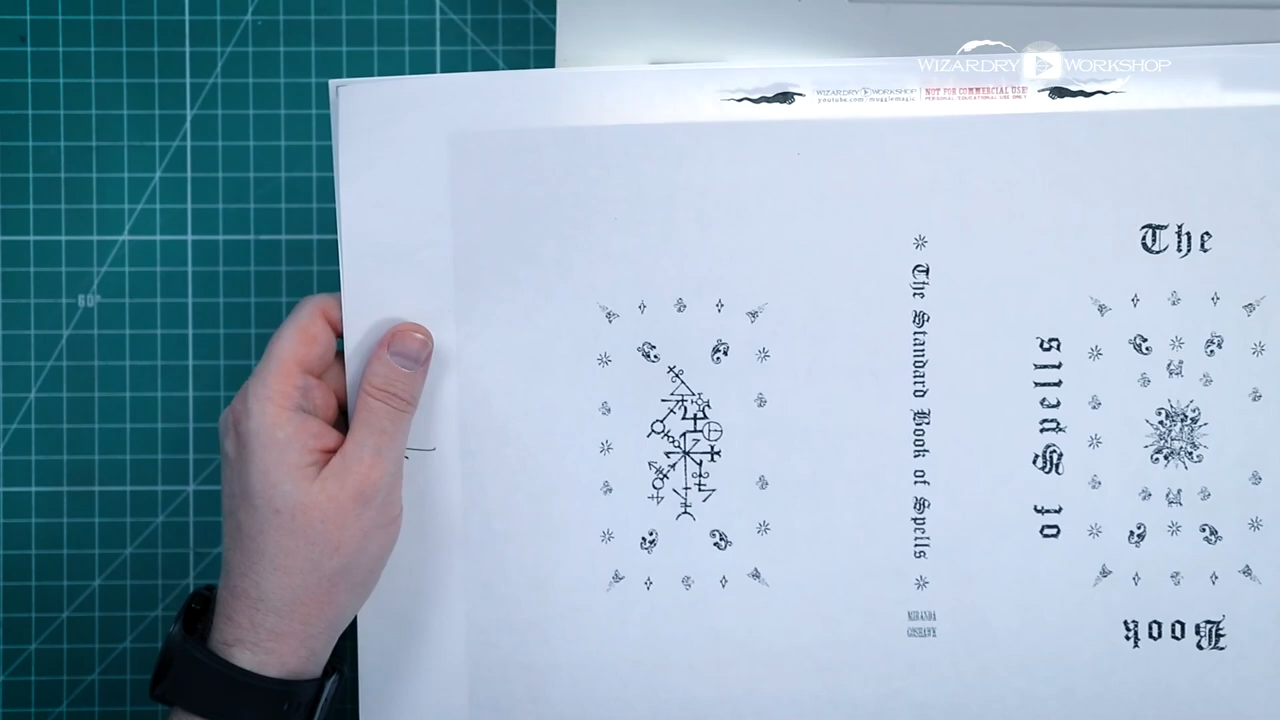 WIZARDRY WORKSHOP
WIZARDRY WORKSHOP
youtube.com/mugglemagic
NOT FOR COMMERCIAL USE!
PERSONAL/EDUCATIONAL USE ONLY
60°
The Standard Book of Spells
MIRANDA
GOSHAWK
The
Book
of Spells